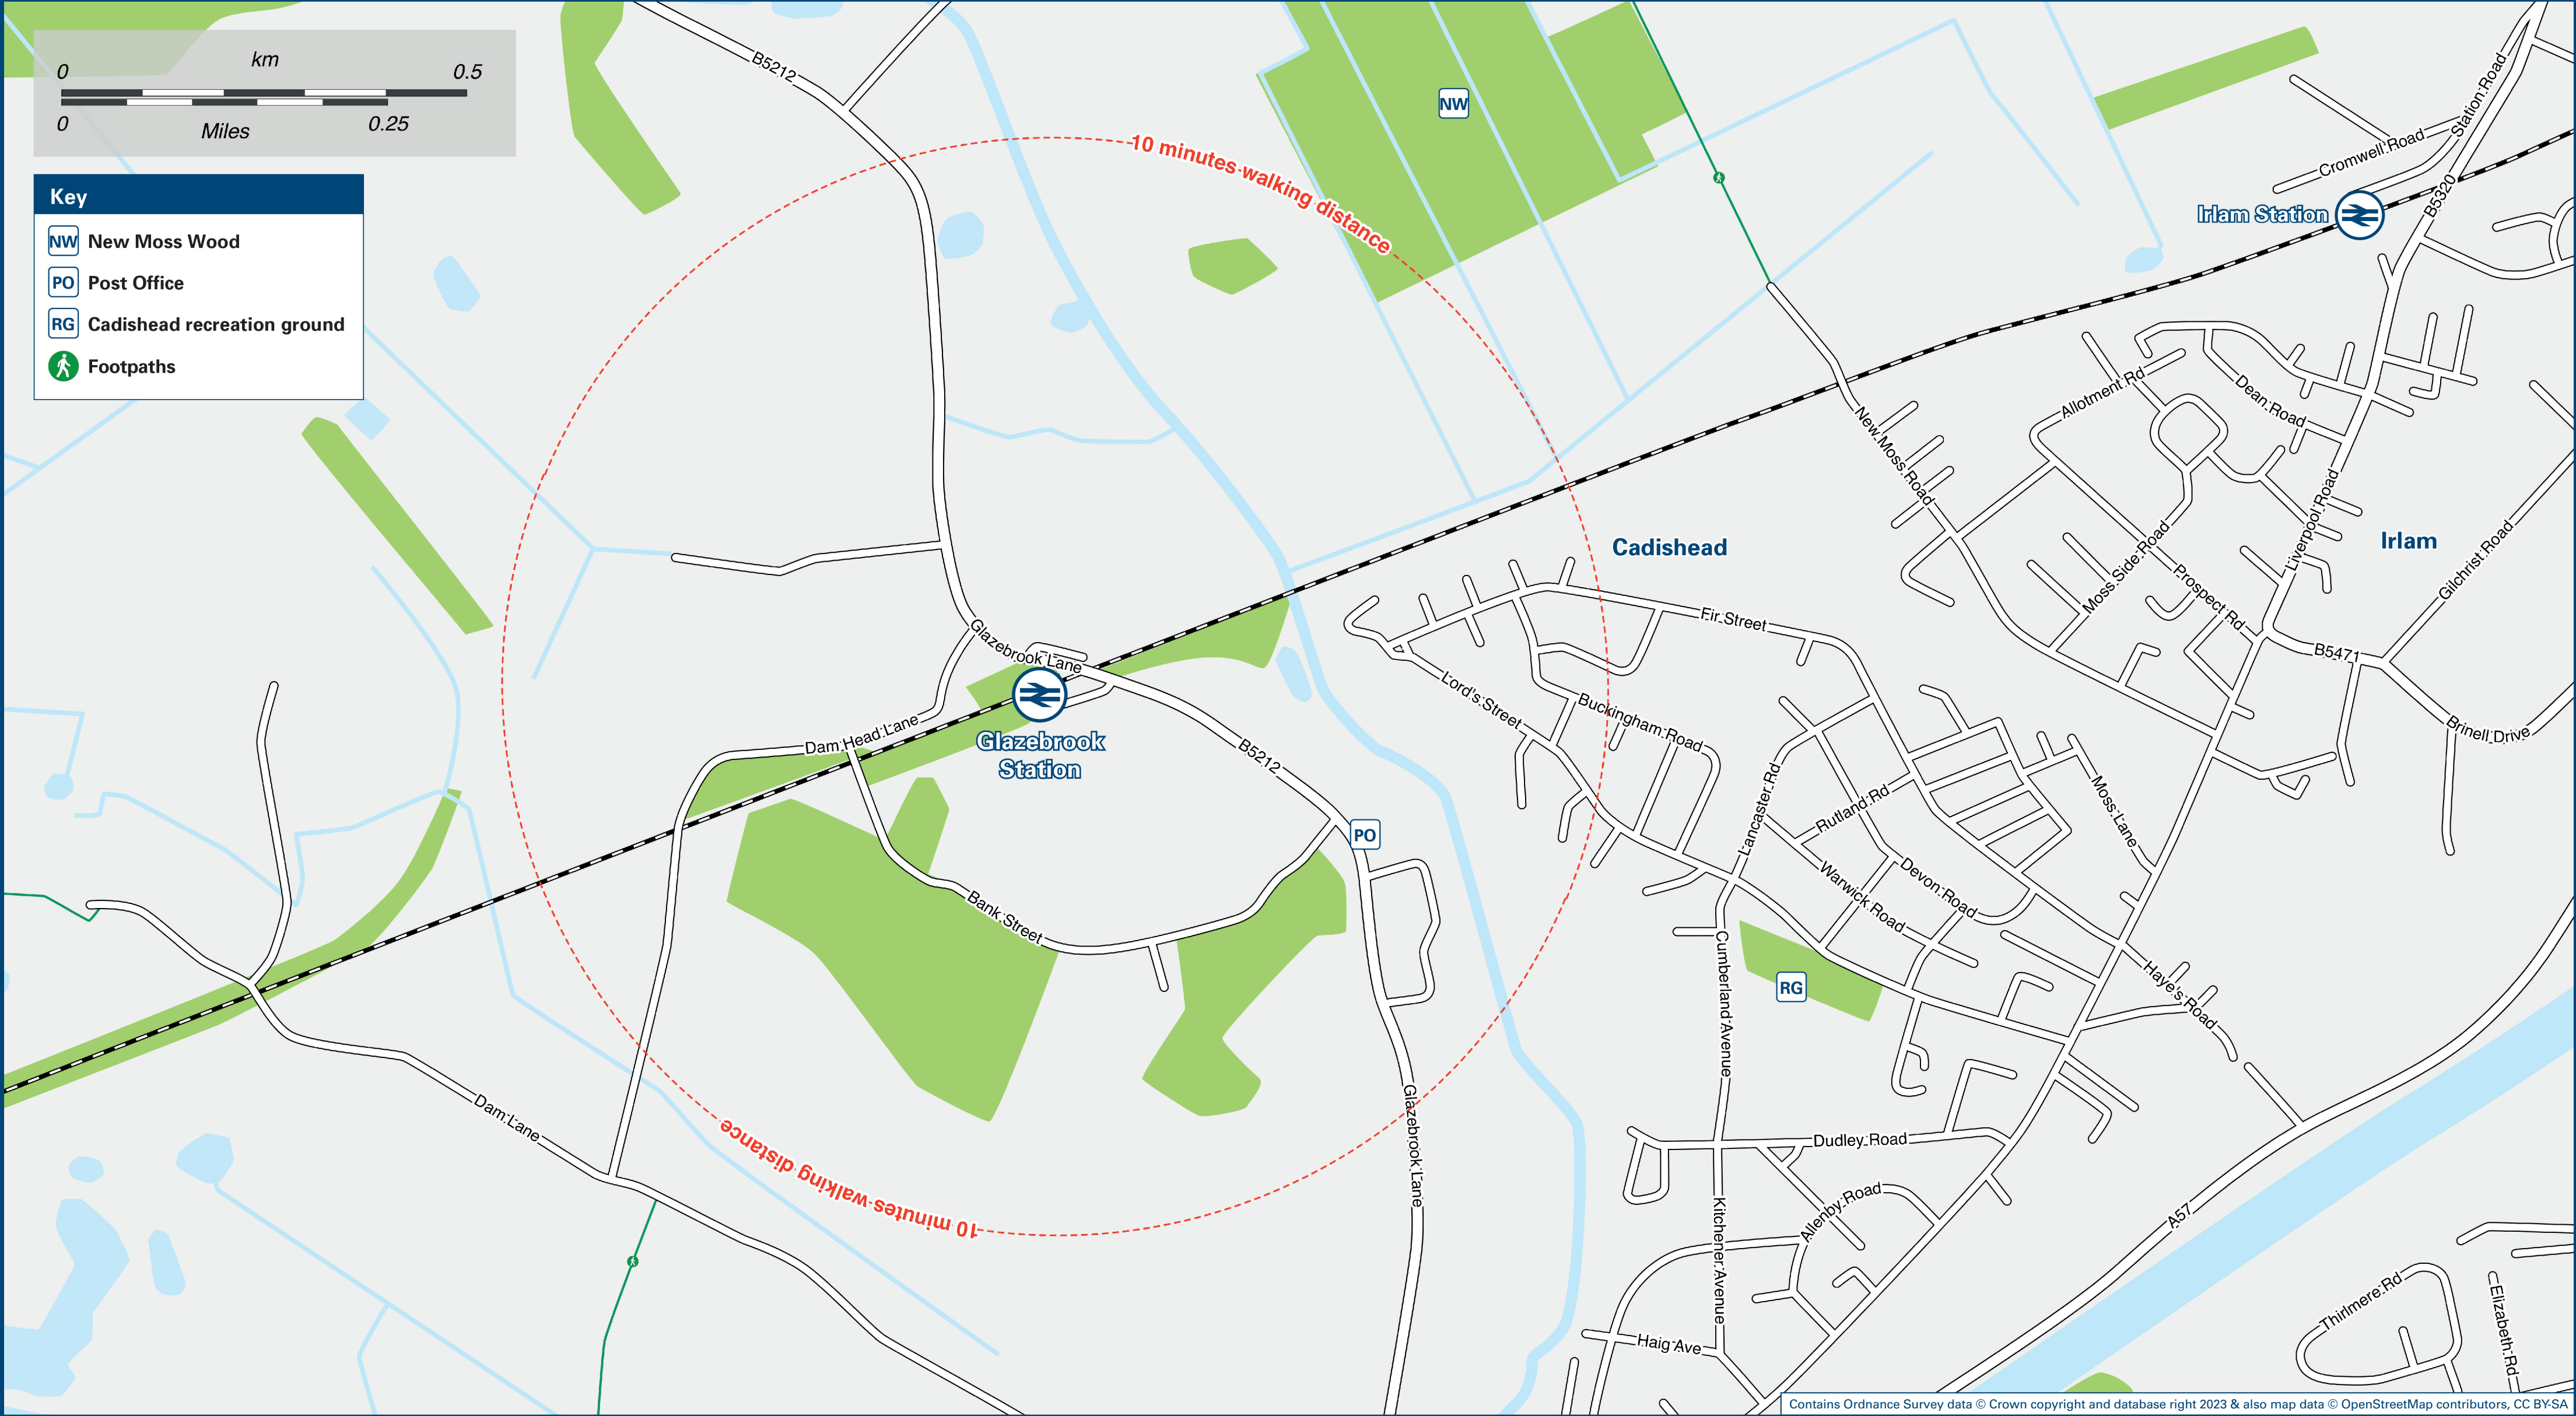 km
0 0.5
0 0.25
Miles
Key
NW New Moss Wood
PO Post Office
RG Cadishead recreation ground
Footpaths
B5212
10 minutes walking distance
NW
Station Road
Cromwell Road
B5320
Irlam Station
Allotment Rd
Dean Road
New Moss Road
Liverpool Road
Cadishead
Irlam
Gilchrist Road
Moss Side Road
Prospect Rd
Fir Street
Glazebrook Lane
B5471
Lord's Street
Buckingham Road
Brinell Drive
Dam Head Lane
Glazebrook
Station
B5212
PO
Lancaster Rd
Rutland Rd
Moss Lane
Bank Street
Warwick Road
Devon Road
RG
Cumberland Avenue
Haye's Road
Dam Lane
10 minutes walking distance
Glazebrook Lane
Dudley Road
Allenby Road
Kitchener Avenue
A57
Haig Ave
Thirlmere Rd
Elizabeth Rd
Contains Ordnance Survey data © Crown copyright and database right 2023 & also map data © OpenStreetMap contributors, CC BY-SA